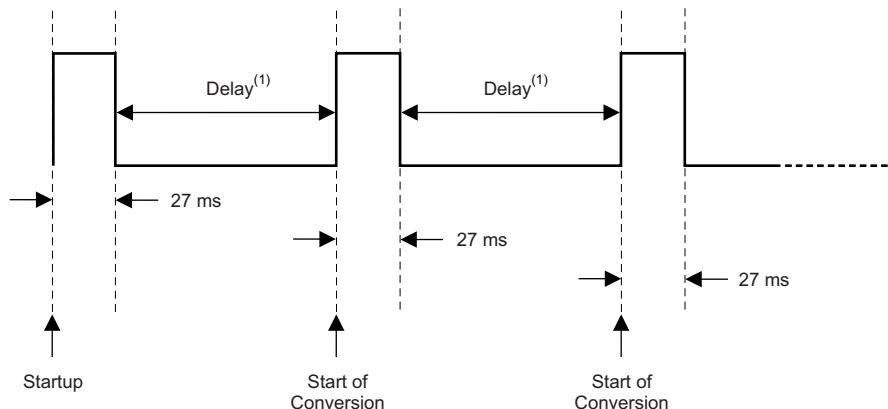 Delay(1)
Delay(1)
27 ms
27 ms
27 ms
Startup
Start of
Conversion
Start of
Conversion